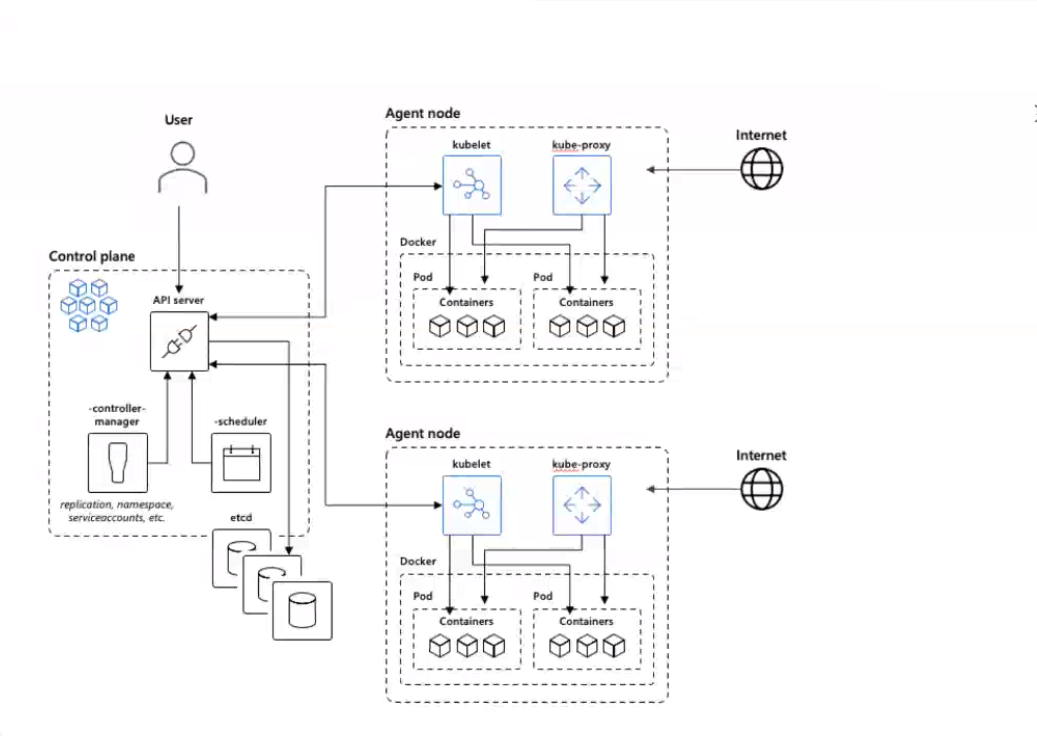 User
Control plane
API server
-controller-
manager
-scheduler
replication, namespace,
serviceaccounts, etc.
etcd
Agent node
kubelet
kube-proxy
Docker
Pod
Containers
Pod
Containers
Internet
Agent node
kubelet
kube-proxy
Docker
Pod
Containers
Pod
Containers
Internet